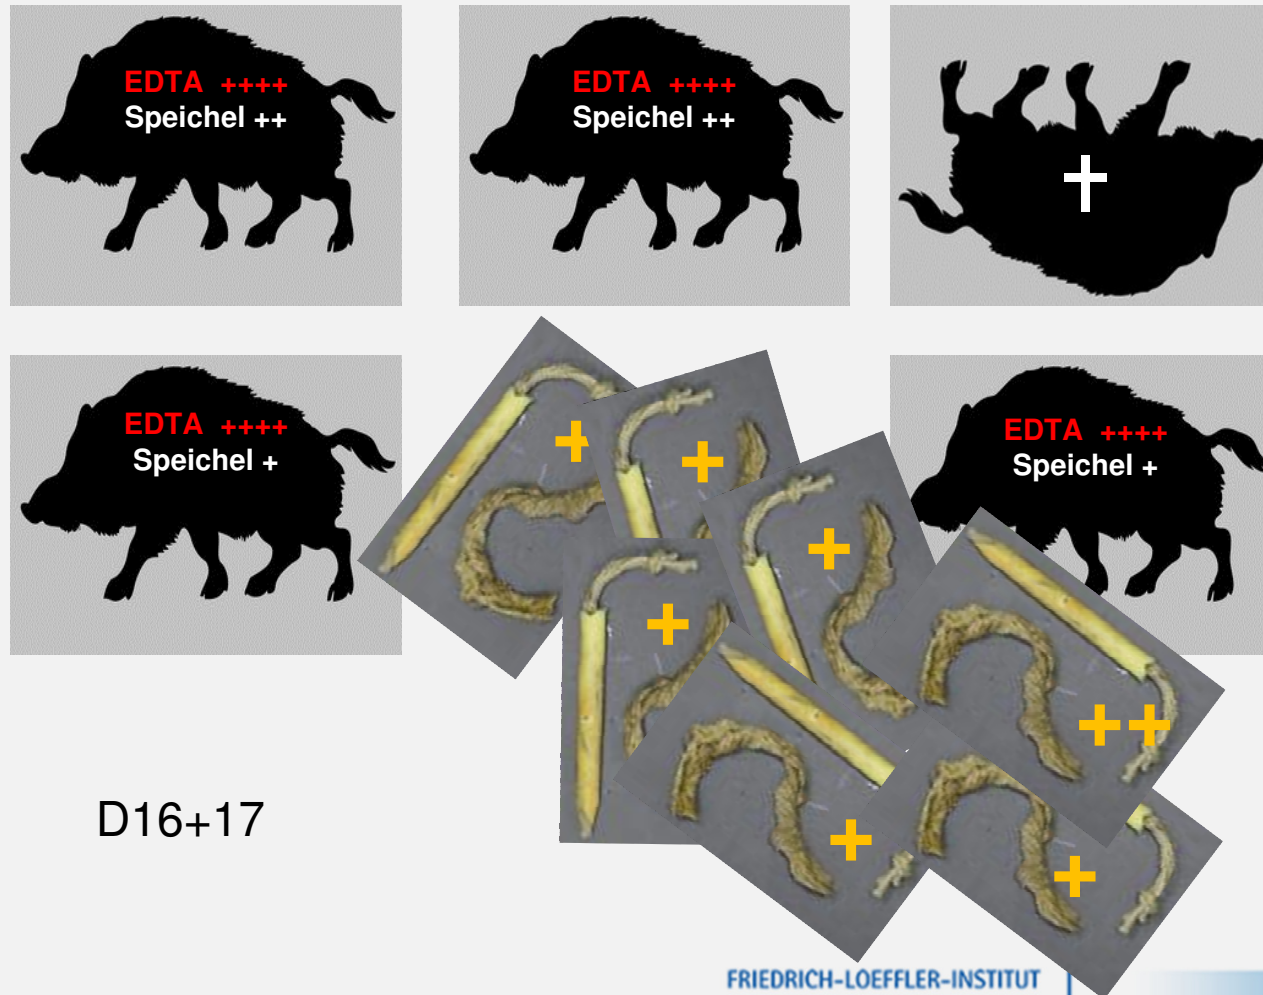 EDTA ++++
Speichel ++
EDTA ++++
Speichel ++
EDTA ++++
Speichel +
EDTA ++++
Speichel +
+
+
+
+
++
+
+
D16+17
FRIEDRICH-LOEFFLER-INSTITUT